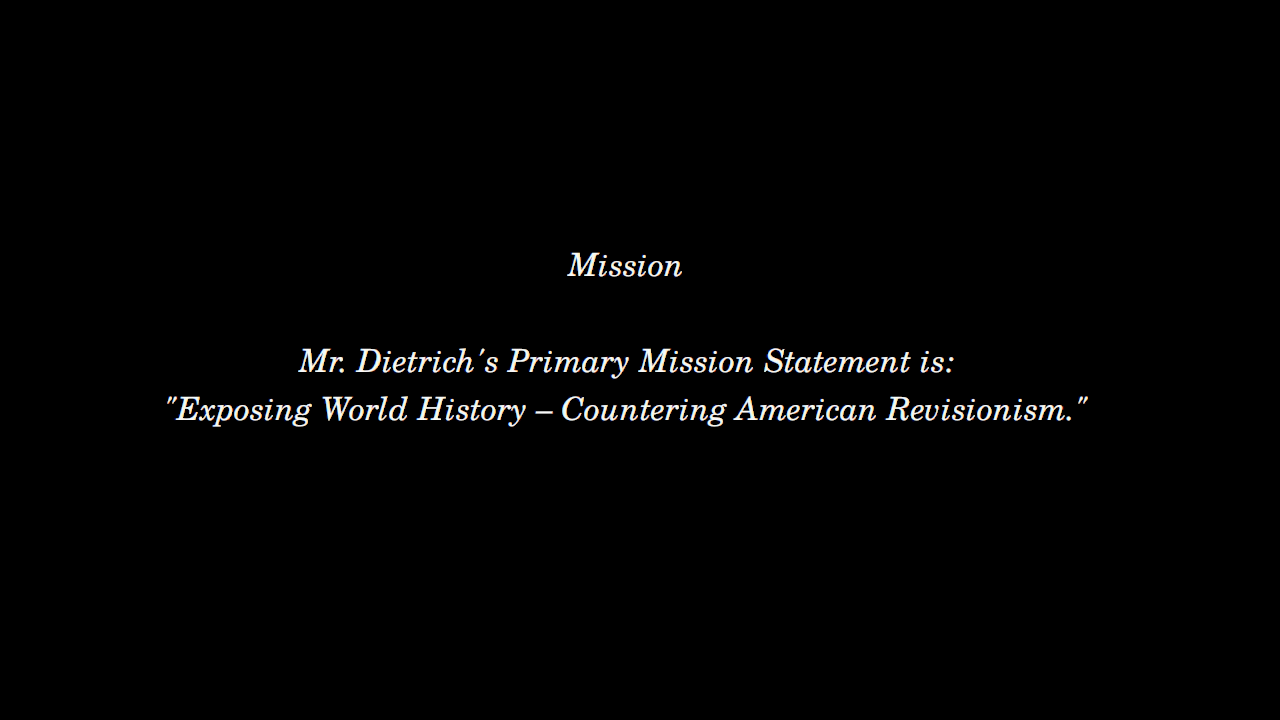 Mission
Mr. Dietrich's Primary Mission Statement is:
"Exposing World History – Countering American Revisionism."